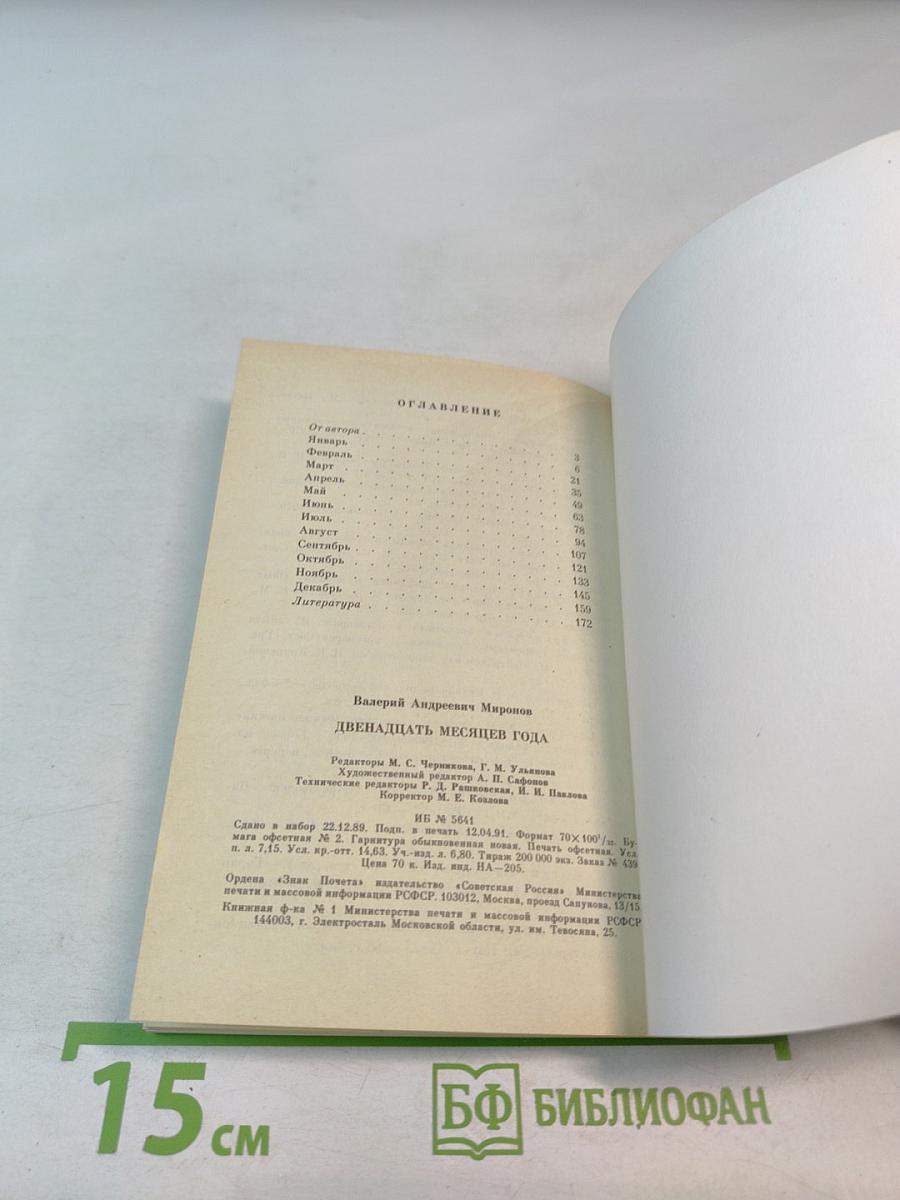 ОГЛАВЛЕНИЕ
От автора . . . . . . . . . . . . . 3
Январь . . . . . . . . . . . . . 6
Февраль . . . . . . . . . . . . . 21
Март . . . . . . . . . . . . . 35
Апрель . . . . . . . . . . . . . 49
Май . . . . . . . . . . . . . 63
Июнь . . . . . . . . . . . . . 78
Июль . . . . . . . . . . . . . 94
Август . . . . . . . . . . . . . 107
Сентябрь . . . . . . . . . . . . . 121
Октябрь . . . . . . . . . . . . . 133
Ноябрь . . . . . . . . . . . . . 145
Декабрь . . . . . . . . . . . . . 159
Литература . . . . . . . . . . . . . 172
Валерий Андреевич Миронов
ДВЕНАДЦАТЬ МЕСЯЦЕВ ГОДА
Редакторы М. С. Черникова, Г. М. Ульянова
Художественный редактор А. П. Сафонов
Технические редакторы Р. Д. Рашковская, И. И. Павлова
Корректор М. Е. Козлова
ИБ № 5641
Сдано в набор 22.12.89. Подп. в печать 12.04.91. Формат 70×100¹/₃₂. Бу-
мага офсетная № 2. Гарнитура обыкновенная новая. Печать офсетная. Усл.
п. л. 7,15. Усл. кр.-отт. 14,63. Уч.-изд. л. 6,80. Тираж 200 000 экз. Заказ № 439
Цена 70 к. Изд. инд. НА—205.
Ордена «Знак Почета» издательство «Советская Россия» Министерства
печати и массовой информации РСФСР. 103012, Москва, проезд Сапунова, 13/15.
Книжная ф-ка № 1 Министерства печати и массовой информации РСФСР
144003, г. Электросталь Московской области, ул. им. Тевосяна, 25.
15 см
БФ БИБЛИОФАН